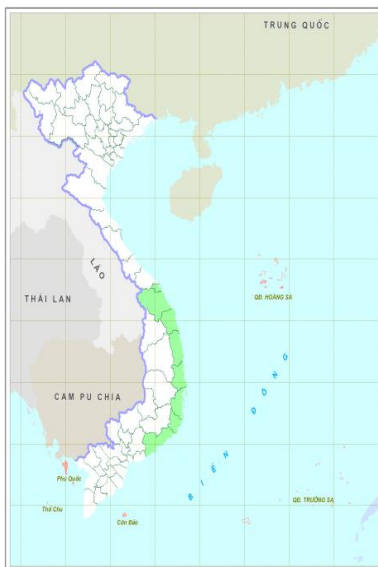 TRUNG QUỐC
LÀO
THÁI LAN
QĐ. HOÀNG SA
CAM PU CHIA
BIỂN ĐÔNG
Phú Quốc
Thổ Chu
Côn Đảo
QĐ. TRƯỜNG SA